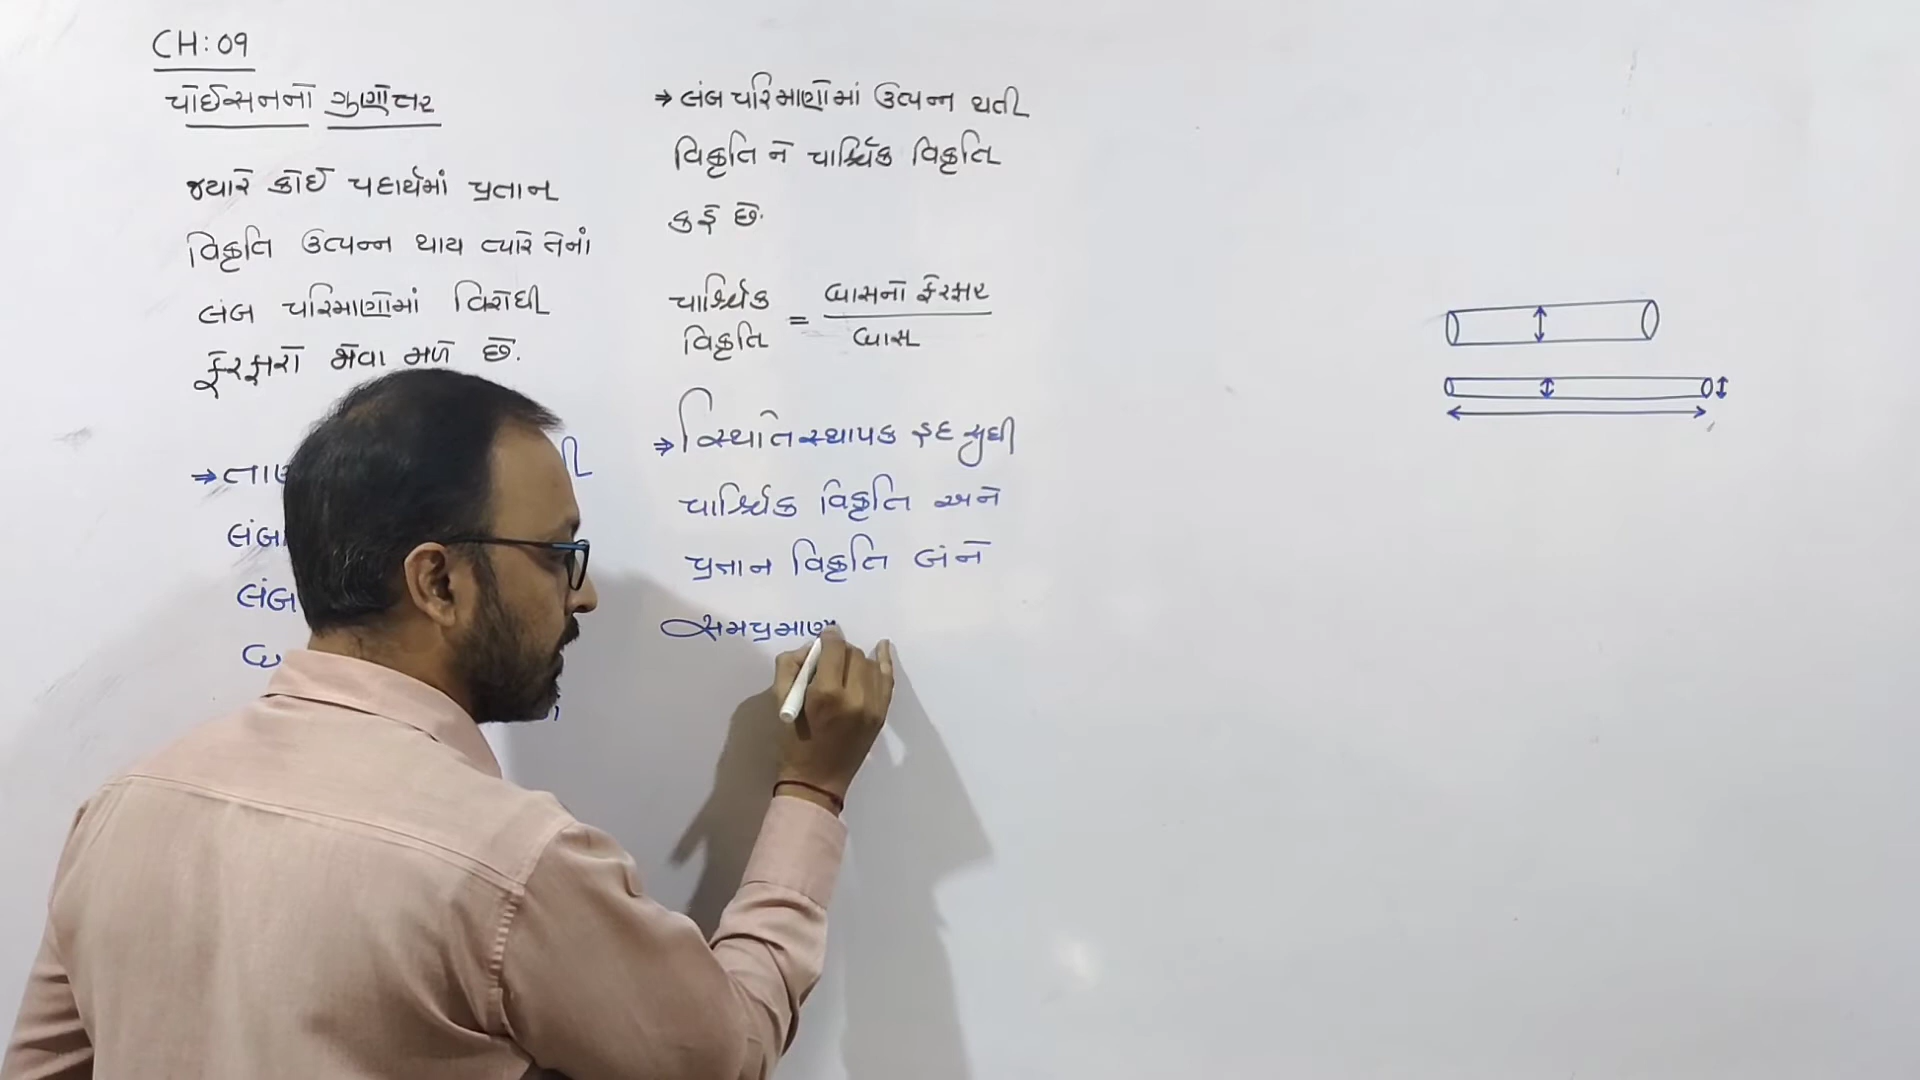 CH:09
પોઈસનનો ગુણોત્તર
જ્યારે કોઈ પદાર્થમાં પ્રતાન
વિકૃતિ ઉત્પન્ન થાય ત્યારે તેનાં
લંબ પરિમાણોમાં વિરોધી
ફેરફારો જોવા મળે છે.
લંબ
→ લંબ પરિમાણોમાં ઉત્પન્ન થતી
વિકૃતિ ને પાર્શ્વિક વિકૃતિ
કહે છે.
પાર્શ્વિક વિકૃતિ = વ્યાસનો ફેરફાર / વ્યાસ
→ સ્થિતિસ્થાપક હદ સુધી
પાર્શ્વિક વિકૃતિ અને
પ્રતાન વિકૃતિ બંને
સમપ્રમાણ